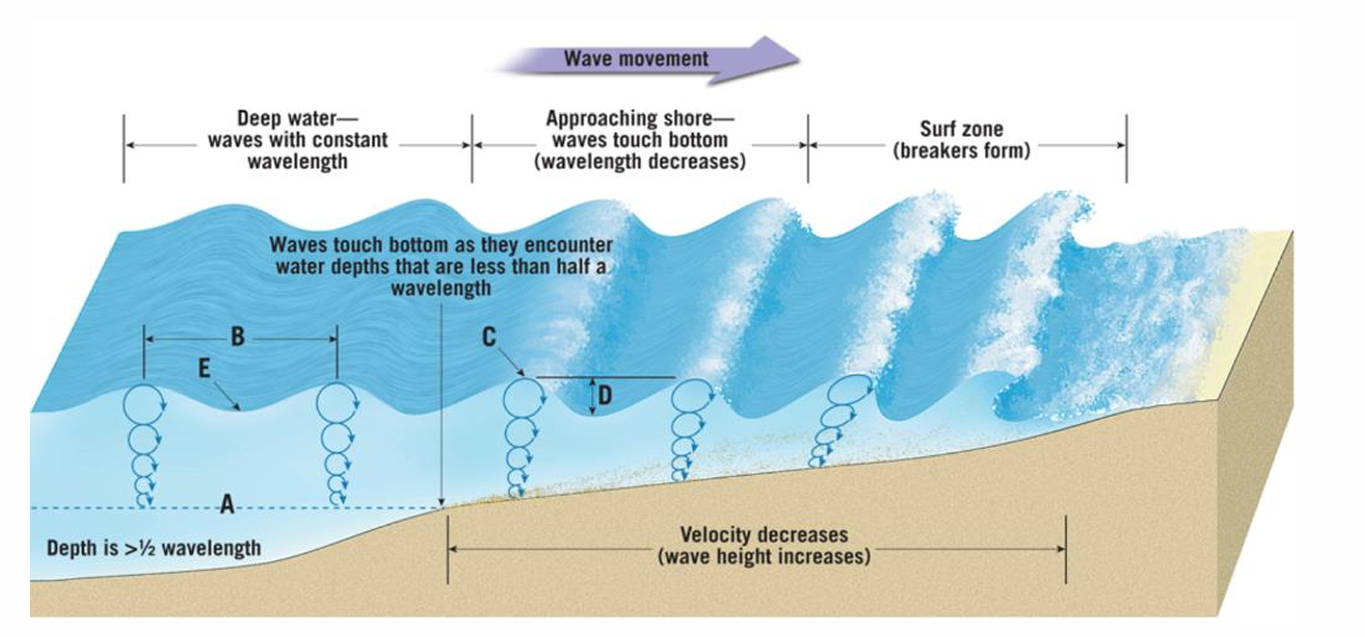 Wave movement
Deep water—
waves with constant
wavelength
Approaching shore—
waves touch bottom
(wavelength decreases)
Surf zone
(breakers form)
Waves touch bottom as they encounter
water depths that are less than half a
wavelength
B
C
E
D
A
Depth is >½ wavelength
Velocity decreases
(wave height increases)